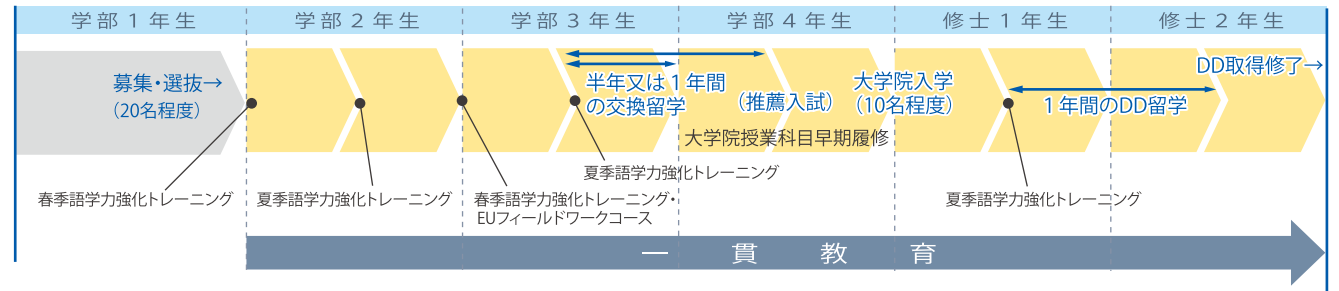 学部1年生 学部2年生 学部3年生 学部4年生 修士1年生 修士2年生
募集・選抜→
(20名程度)
半年又は1年間
の交換留学
(推薦入試)
大学院入学
(10名程度)
DD取得修了→
1年間のDD留学
大学院授業科目早期履修
夏季語学力強化トレーニング
春季語学力強化トレーニング
夏季語学力強化トレーニング
春季語学力強化トレーニング・
EUフィールドワークコース
夏季語学力強化トレーニング
一貫教育